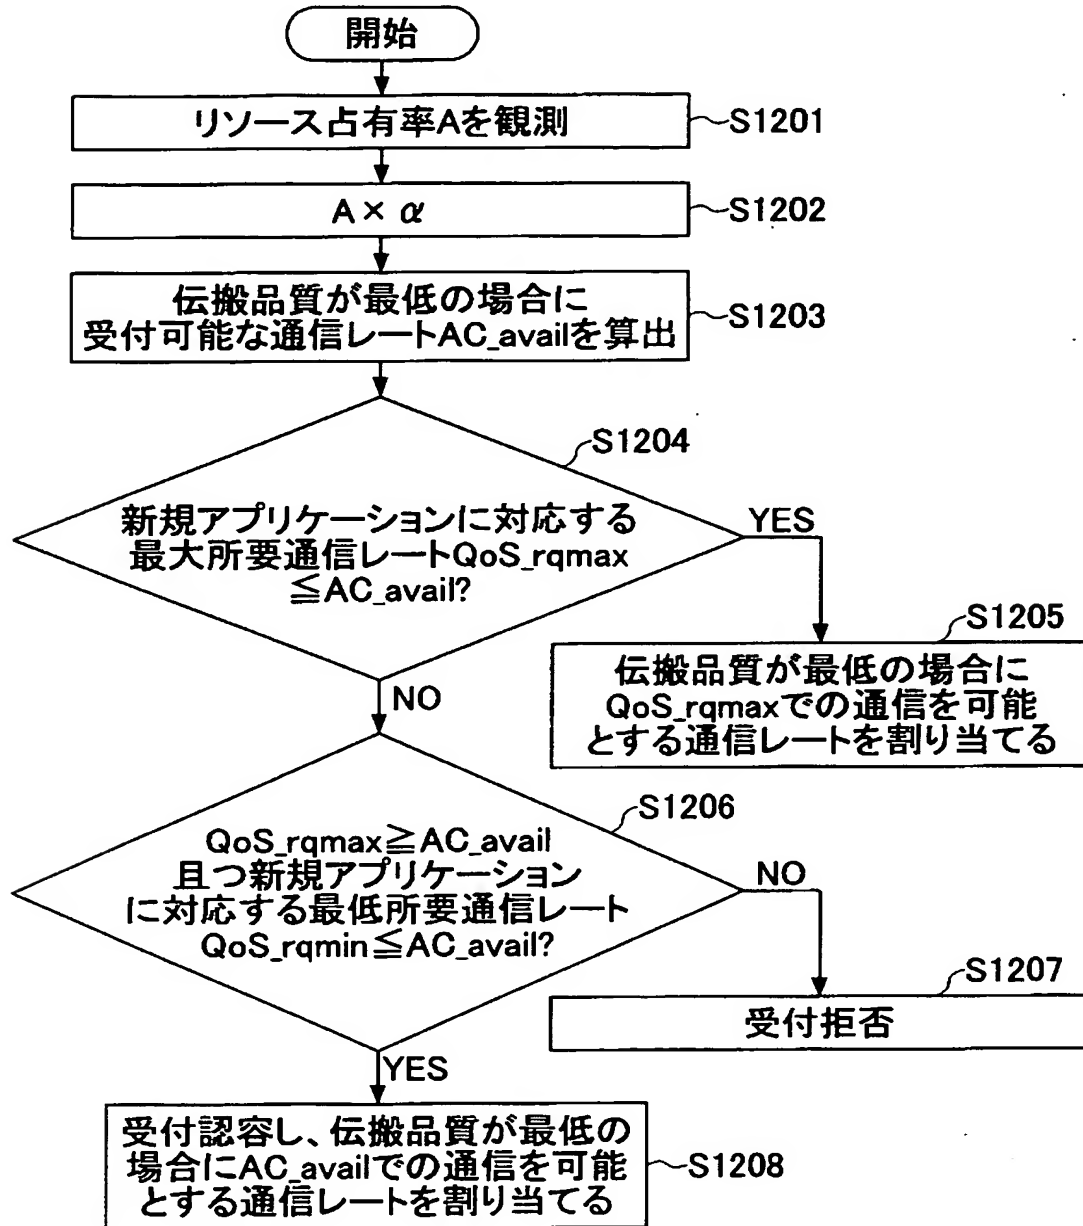 開始
リソース占有率Aを観測
S1201
A×α
S1202
伝搬品質が最低の場合に
受付可能な通信レートAC_availを算出
S1203
S1204
新規アプリケーションに対応する
最大所要通信レートQoS_rqmax
≦AC_avail?
YES
S1205
伝搬品質が最低の場合に
QoS_rqmaxでの通信を可能
とする通信レートを割り当てる
NO
S1206
QoS_rqmax≧AC_avail
且つ新規アプリケーション
に対応する最低所要通信レート
QoS_rqmin≦AC_avail?
NO
S1207
受付拒否
YES
受付認容し、伝搬品質が最低の
場合にAC_availでの通信を可能
とする通信レートを割り当てる
S1208